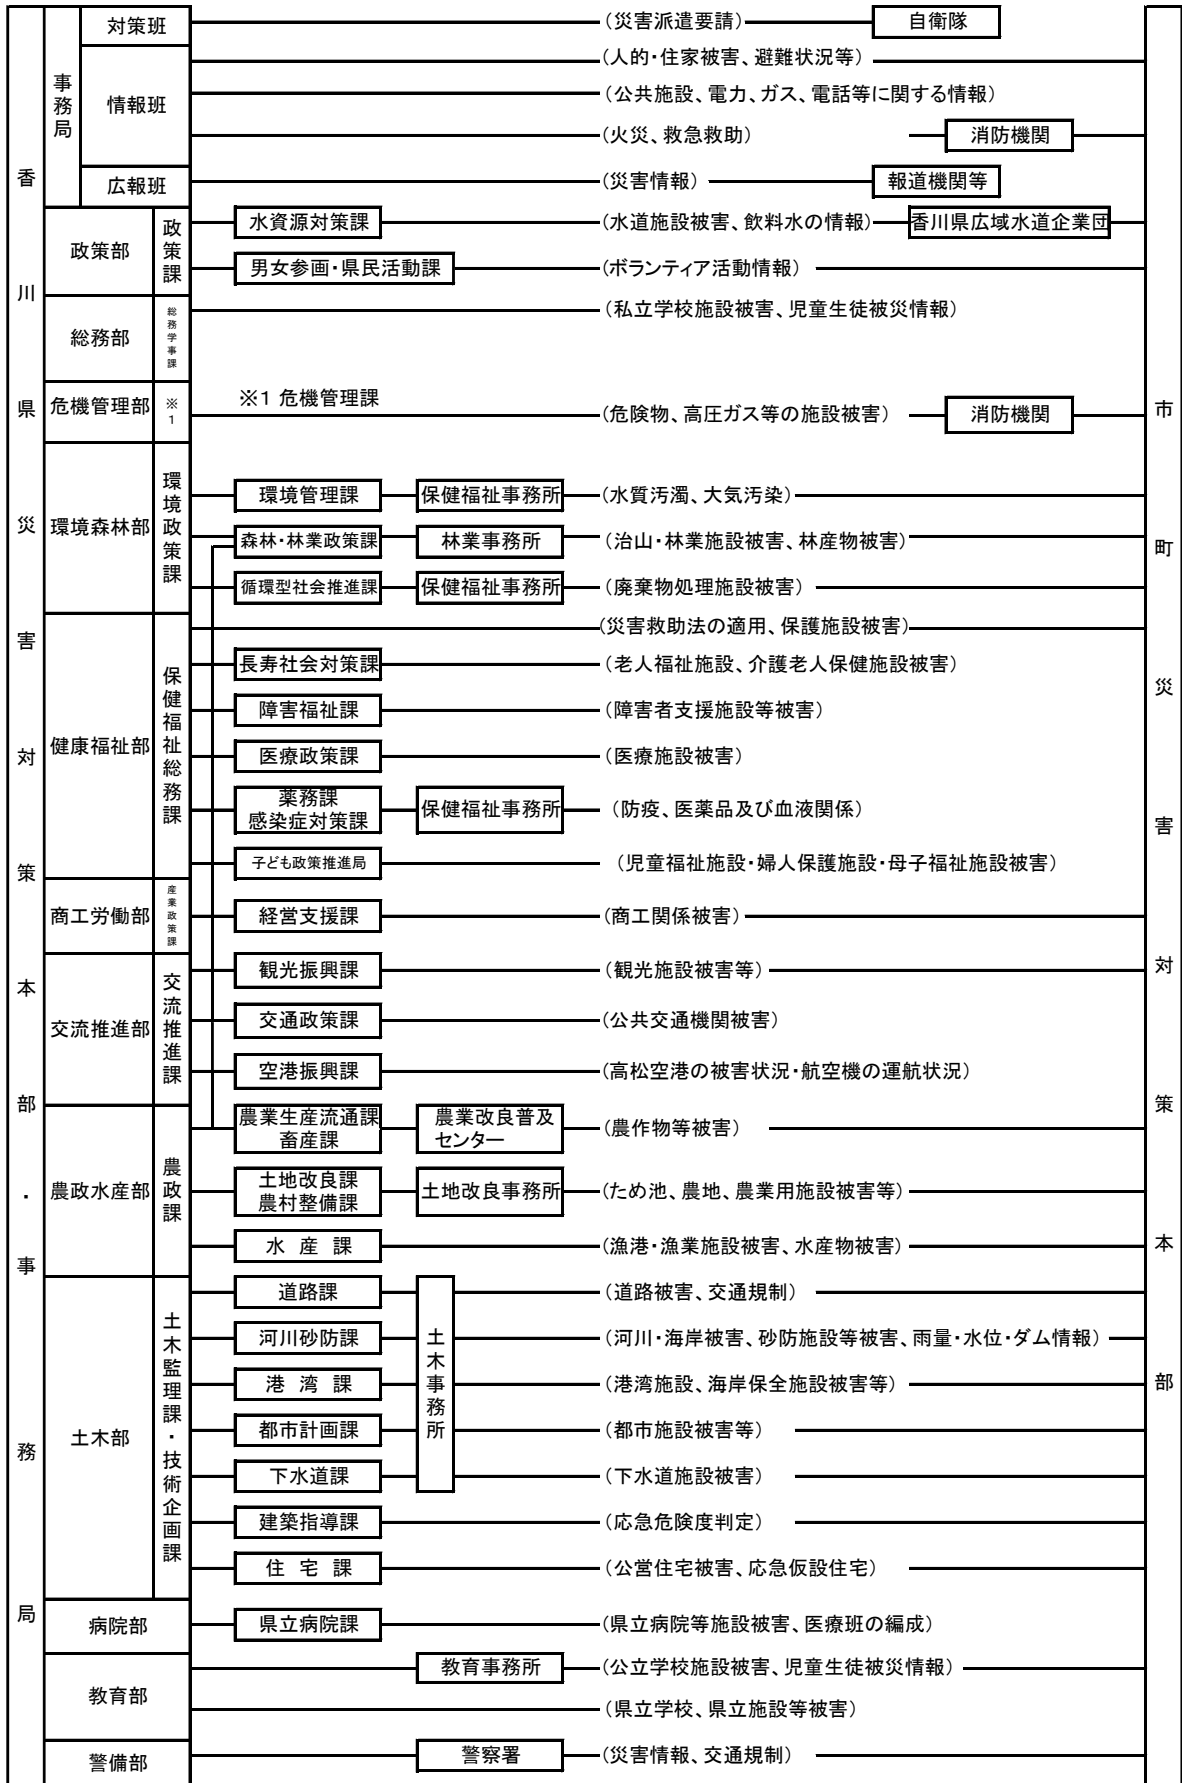 香川県災害対策本部・事務局
事務局
対策班
(災害派遣要請)
自衛隊
情報班
(人的・住家被害、避難状況等)
(公共施設、電力、ガス、電話等に関する情報)
(火災、救急救助)
消防機関
広報班
(災害情報)
報道機関等
政策部
政策課
水資源対策課
(水道施設被害、飲料水の情報)
香川県広域水道企業団
男女参画・県民活動課
(ボランティア活動情報)
総務部
総務学事課
(私立学校施設被害、児童生徒被災情報)
危機管理部
※1
※1 危機管理課
(危険物、高圧ガス等の施設被害)
消防機関
環境森林部
環境政策課
環境管理課
保健福祉事務所
(水質汚濁、大気汚染)
森林・林業政策課
林業事務所
(治山・林業施設被害、林産物被害)
循環型社会推進課
保健福祉事務所
(廃棄物処理施設被害)
健康福祉部
保健福祉総務課
(災害救助法の適用、保護施設被害)
長寿社会対策課
(老人福祉施設、介護老人保健施設被害)
障害福祉課
(障害者支援施設等被害)
医療政策課
(医療施設被害)
薬務課
感染症対策課
保健福祉事務所
(防疫、医薬品及び血液関係)
子ども政策推進局
(児童福祉施設・婦人保護施設・母子福祉施設被害)
商工労働部
産業政策課
経営支援課
(商工関係被害)
交流推進部
交流推進課
観光振興課
(観光施設被害等)
交通政策課
(公共交通機関被害)
空港振興課
(高松空港の被害状況・航空機の運航状況)
農政水産部
農政課
農業生産流通課
畜産課
農業改良普及
センター
(農作物等被害)
土地改良課
農村整備課
土地改良事務所
(ため池、農地、農業用施設被害等)
水 産 課
(漁港・漁業施設被害、水産物被害)
土木部
土木監理課・技術企画課
道路課
土木事務所
(道路被害、交通規制)
河川砂防課
(河川・海岸被害、砂防施設等被害、雨量・水位・ダム情報)
港 湾 課
(港湾施設、海岸保全施設被害等)
都市計画課
(都市施設被害等)
下水道課
(下水道施設被害)
建築指導課
(応急危険度判定)
住 宅 課
(公営住宅被害、応急仮設住宅)
病院部
県立病院課
(県立病院等施設被害、医療班の編成)
教育部
教育事務所
(公立学校施設被害、児童生徒被災情報)
(県立学校、県立施設等被害)
警備部
警察署
(災害情報、交通規制)
市町災害対策本部